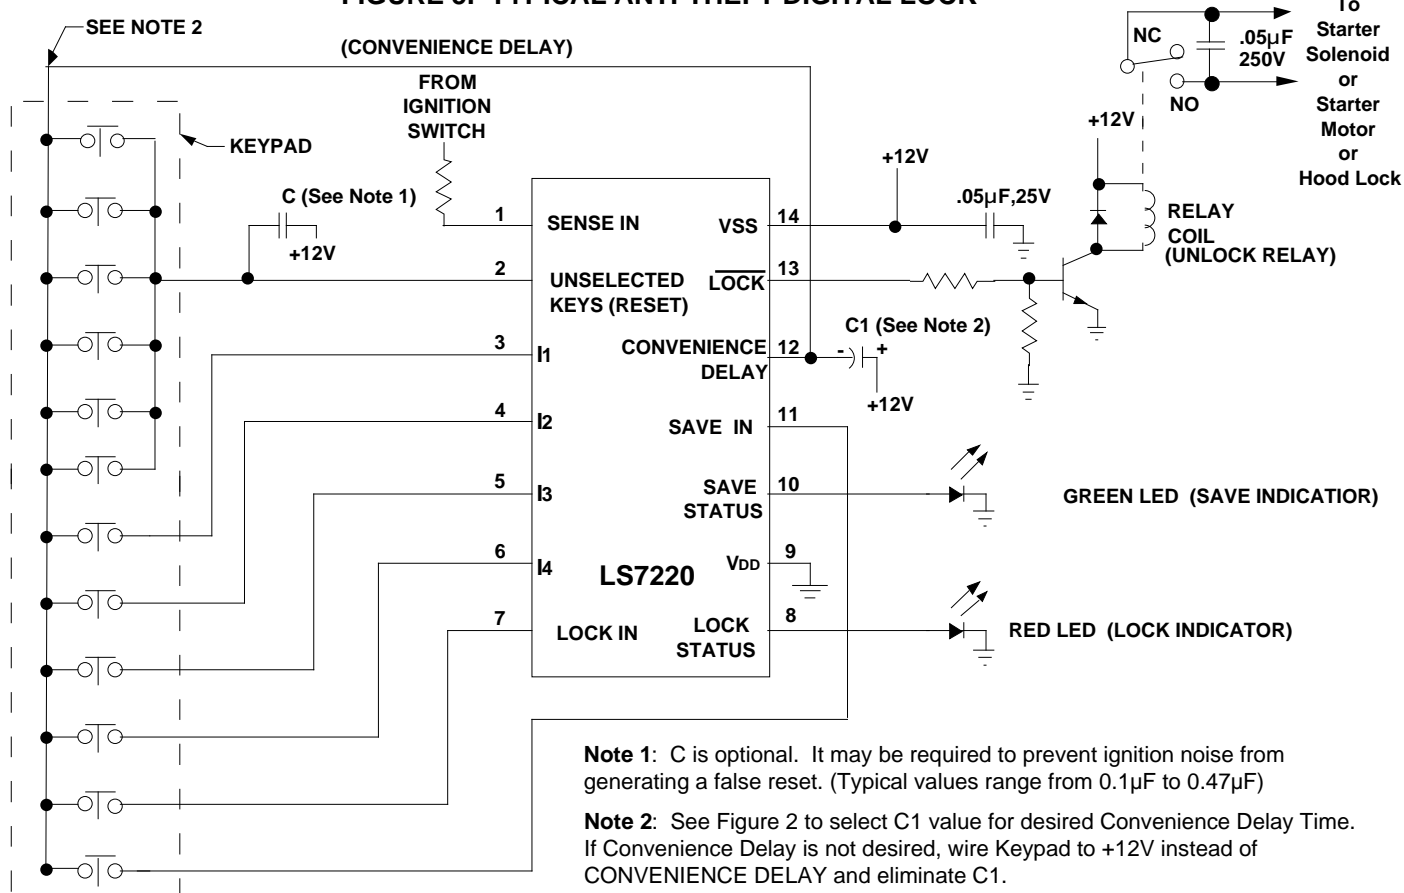 SEE NOTE 2
(CONVENIENCE DELAY)
FROM
IGNITION
SWITCH
KEYPAD
C (See Note 1)
+12V
1
SENSE IN
2
UNSELECTED
KEYS (RESET)
3
I1
4
I2
5
I3
6
I4
7
LOCK IN
LS7220
VSS
14
LOCK
13
CONVENIENCE
DELAY
12
SAVE IN
11
SAVE
STATUS
10
VDD
9
LOCK
STATUS
8
+12V
.05µF,25V
C1 (See Note 2)
- +
+12V
NC
NO
.05µF
250V
To
Starter
Solenoid
or
Starter
Motor
or
Hood Lock
+12V
RELAY
COIL
(UNLOCK RELAY)
GREEN LED (SAVE INDICATIOR)
RED LED (LOCK INDICATOR)
Note 1: C is optional. It may be required to prevent ignition noise from
generating a false reset. (Typical values range from 0.1µF to 0.47µF)
Note 2: See Figure 2 to select C1 value for desired Convenience Delay Time.
If Convenience Delay is not desired, wire Keypad to +12V instead of
CONVENIENCE DELAY and eliminate C1.